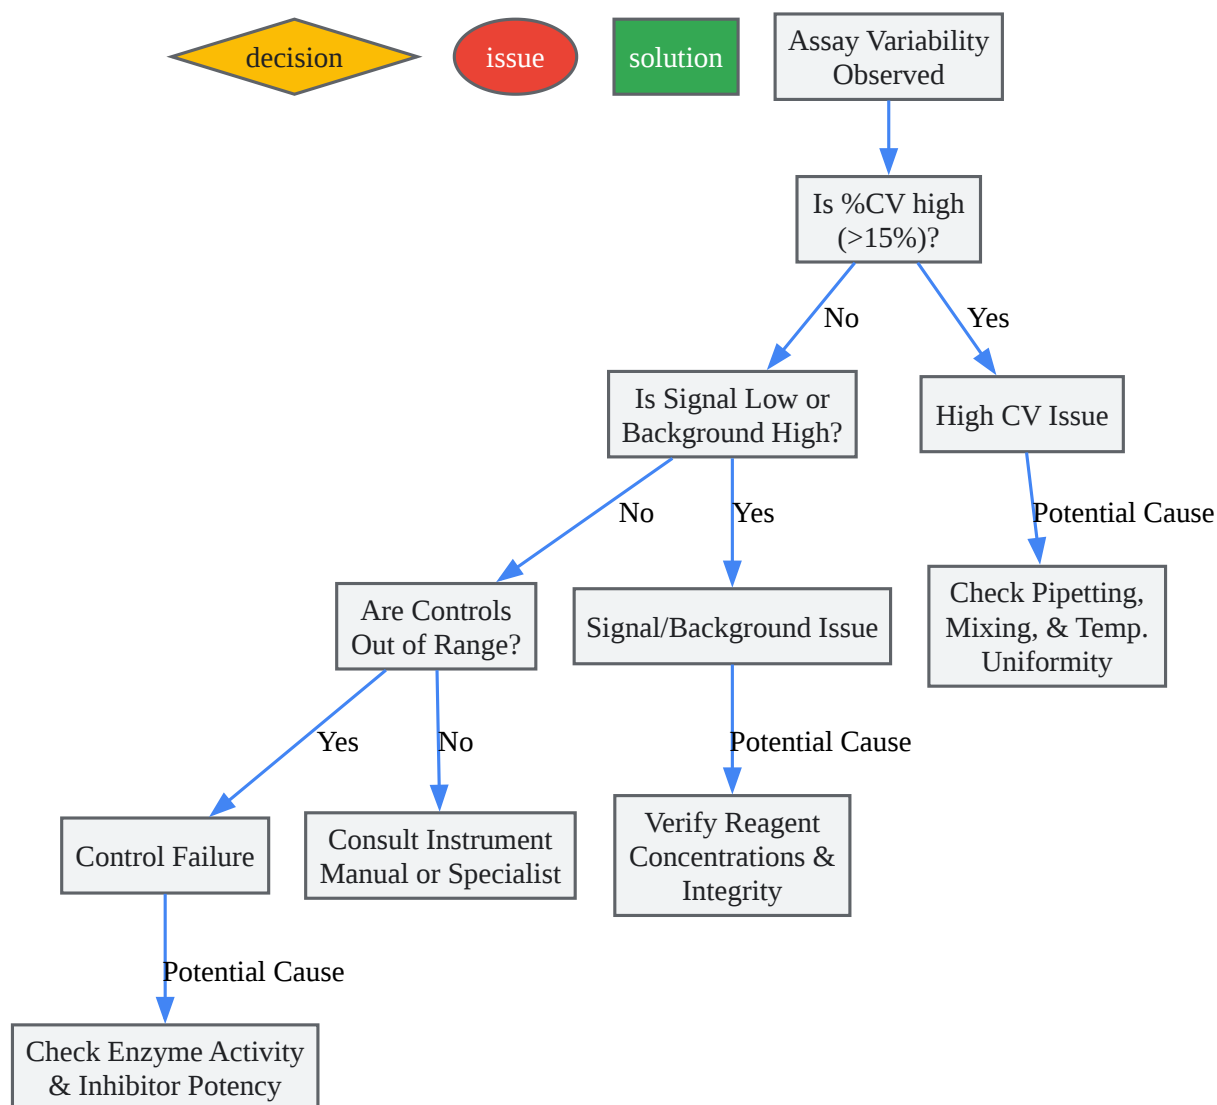 decision
issue
solution
Assay Variability
Observed
Is %CV high
(>15%)?
No
Yes
Is Signal Low or
Background High?
High CV Issue
No
Yes
Potential Cause
Are Controls
Out of Range?
Signal/Background Issue
Check Pipetting,
Mixing, & Temp.
Uniformity
Yes
No
Potential Cause
Control Failure
Consult Instrument
Manual or Specialist
Verify Reagent
Concentrations &
Integrity
Potential Cause
Check Enzyme Activity
& Inhibitor Potency